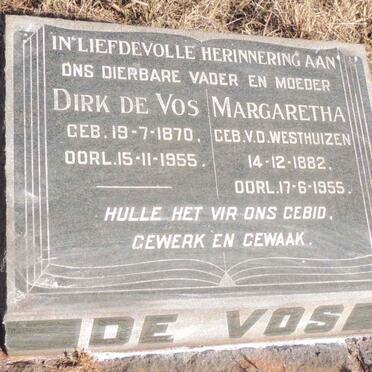 IN LIEFDEVOLLE HERINNERING AAN
ONS DIERBARE VADER EN MOEDER
DIRK DE VOS
GEB. 19-7-1870.
OORL. 15-11-1955.
MARGARETHA
GEB. V.D. WESTHUIZEN
14-12-1882.
OORL. 17-6-1955.
HULLE HET VIR ONS GEBID,
GEWERK EN GEWAAK.
DE VOS